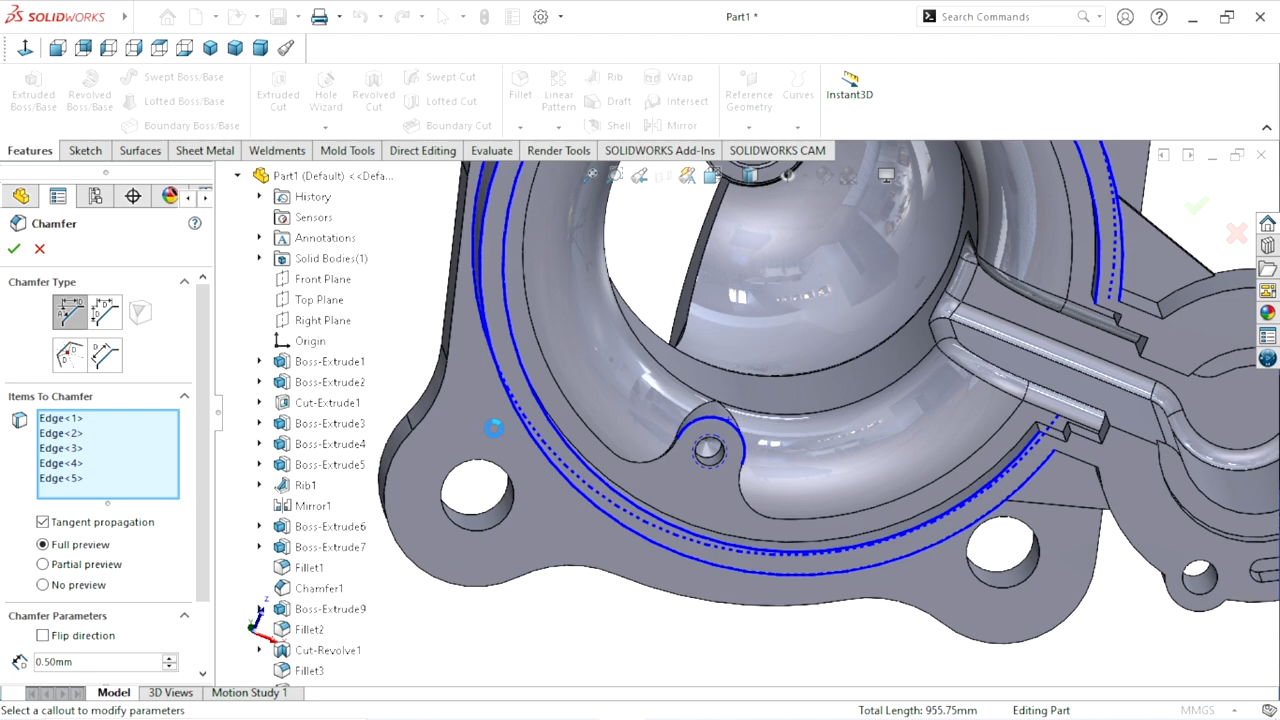 SOLIDWORKS
Part1 *
Search Commands
Extruded Boss/Base
Revolved Boss/Base
Swept Boss/Base
Lofted Boss/Base
Boundary Boss/Base
Extruded Cut
Hole Wizard
Revolved Cut
Swept Cut
Lofted Cut
Boundary Cut
Fillet
Linear Pattern
Rib
Draft
Shell
Wrap
Intersect
Mirror
Reference Geometry
Curves
Instant3D
Features
Sketch
Surfaces
Sheet Metal
Weldments
Mold Tools
Direct Editing
Evaluate
Render Tools
SOLIDWORKS Add-Ins
SOLIDWORKS CAM
Chamfer
Chamfer Type
Items To Chamfer
Edge<1>
Edge<2>
Edge<3>
Edge<4>
Edge<5>
Tangent propagation
Full preview
Partial preview
No preview
Chamfer Parameters
Flip direction
0.50mm
Part1 (Default) <<Defa...
History
Sensors
Annotations
Solid Bodies(1)
Front Plane
Top Plane
Right Plane
Origin
Boss-Extrude1
Boss-Extrude2
Cut-Extrude1
Boss-Extrude3
Boss-Extrude4
Boss-Extrude5
Rib1
Mirror1
Boss-Extrude6
Boss-Extrude7
Fillet1
Chamfer1
Boss-Extrude9
Fillet2
Cut-Revolve1
Fillet3
Z
Model
3D Views
Motion Study 1
Select a callout to modify parameters
Total Length: 955.75mm
Editing Part
MMGS